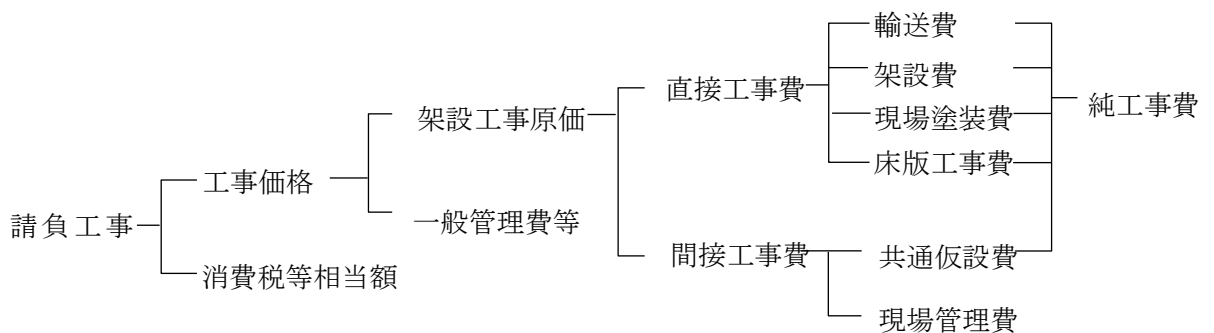 輸送費
架設費
直接工事費
純工事費
架設工事原価
現場塗装費
床版工事費
工事価格
請負工事
一般管理費等
間接工事費
共通仮設費
消費税等相当額
現場管理費